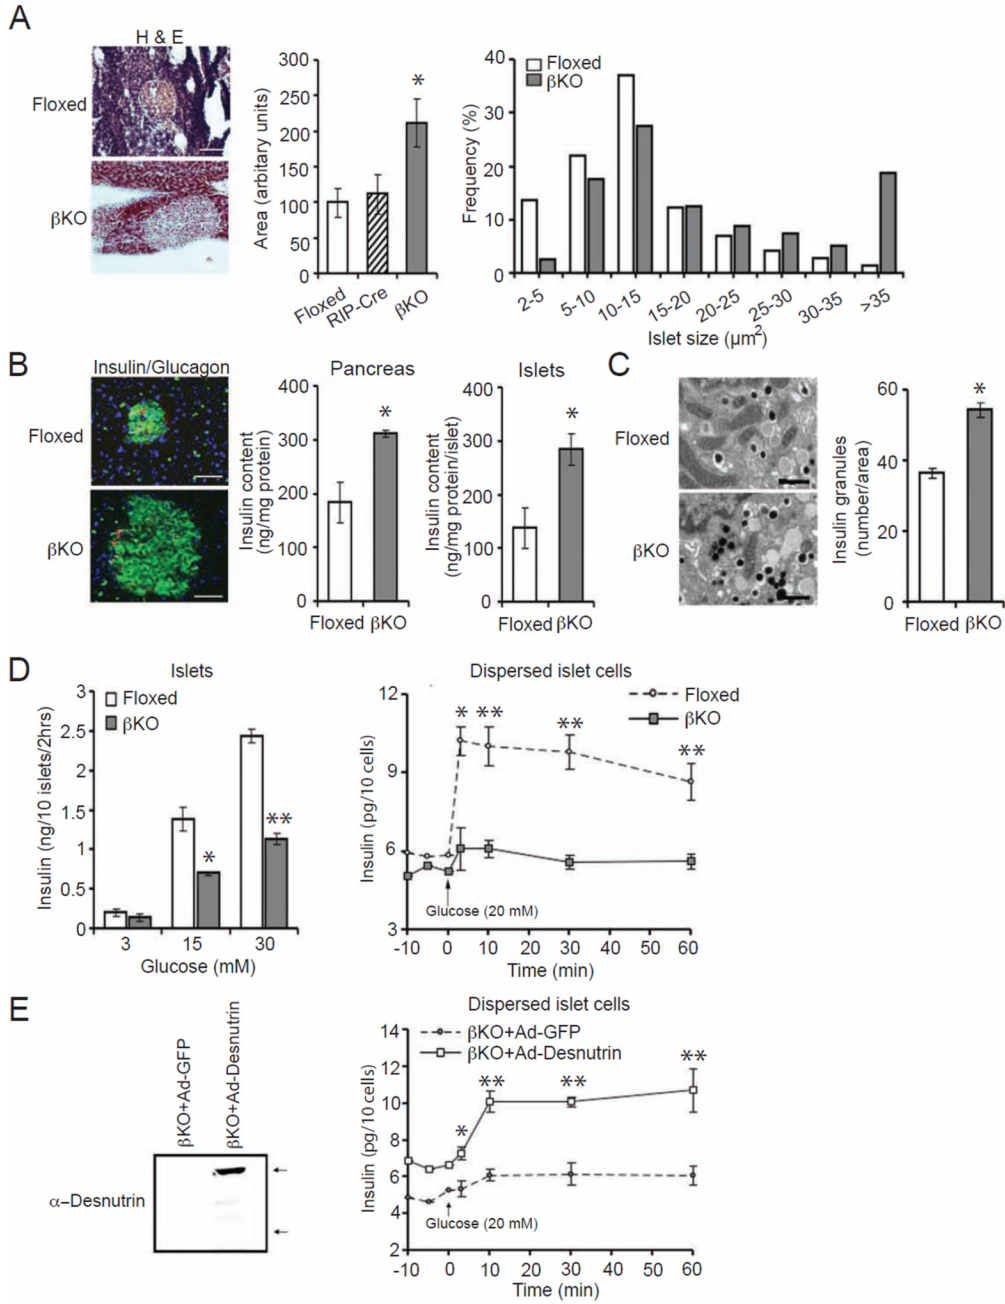 A
H & E
Floxed
βKO
Area (arbitary units)
300
250
200
150
100
50
0
*
Floxed
RIP-Cre
βKO
Frequency (%)
40
30
20
10
0
Floxed
βKO
2-5
5-10
10-15
15-20
20-25
25-30
30-35
>35
Islet size (µm²)
B
Insulin/Glucagon
Floxed
βKO
Pancreas
Insulin content
(ng/mg protein)
400
300
200
100
0
*
Floxed βKO
Islets
Insulin content
(ng/mg protein/islet)
400
300
200
100
0
*
Floxed βKO
C
Floxed
βKO
Insulin granules
(number/area)
60
40
20
0
*
Floxed βKO
D
Islets
Floxed
βKO
Insulin (ng/10 islets/2hrs)
3
2.5
2
1.5
1
0.5
0
*
**
3
15
30
Glucose (mM)
Dispersed islet cells
Floxed
βKO
Insulin (pg/10 cells)
12
9
6
3
* ** ** **
Glucose (20 mM)
-10 0 10 20 30 40 50 60
Time (min)
E
βKO+Ad-GFP
βKO+Ad-Desnutrin
α–Desnutrin
Dispersed islet cells
βKO+Ad-GFP
βKO+Ad-Desnutrin
Insulin (pg/10 cells)
14
12
10
8
6
4
2
* ** ** **
Glucose (20 mM)
-10 0 10 20 30 40 50 60
Time (min)